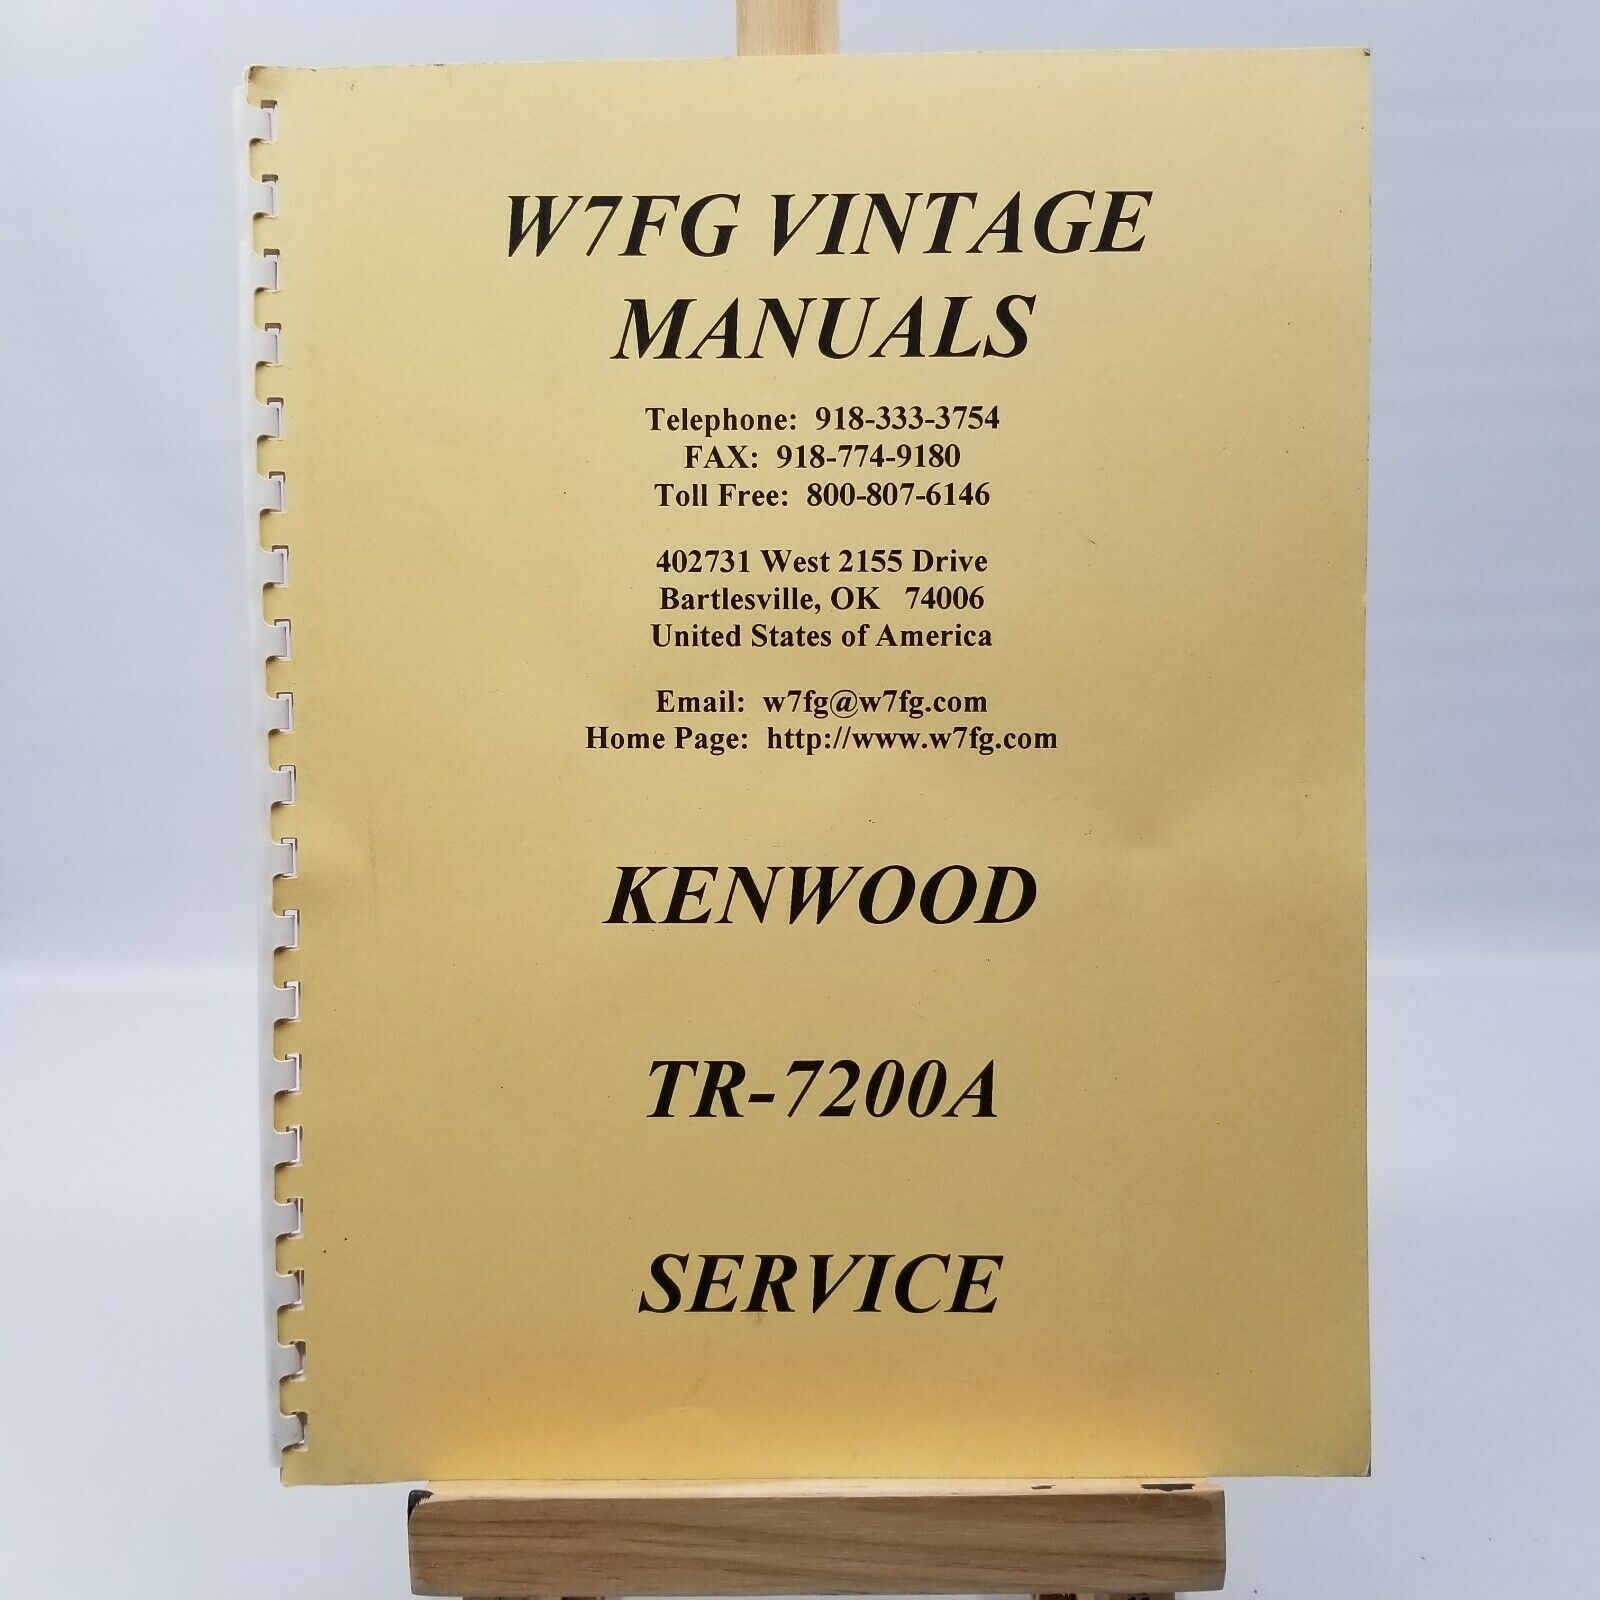 W7FG VINTAGE
MANUALS
Telephone: 918-333-3754
FAX: 918-774-9180
Toll Free: 800-807-6146
402731 West 2155 Drive
Bartlesville, OK 74006
United States of America
Email: w7fg@w7fg.com
Home Page: http://www.w7fg.com
KENWOOD
TR-7200A
SERVICE